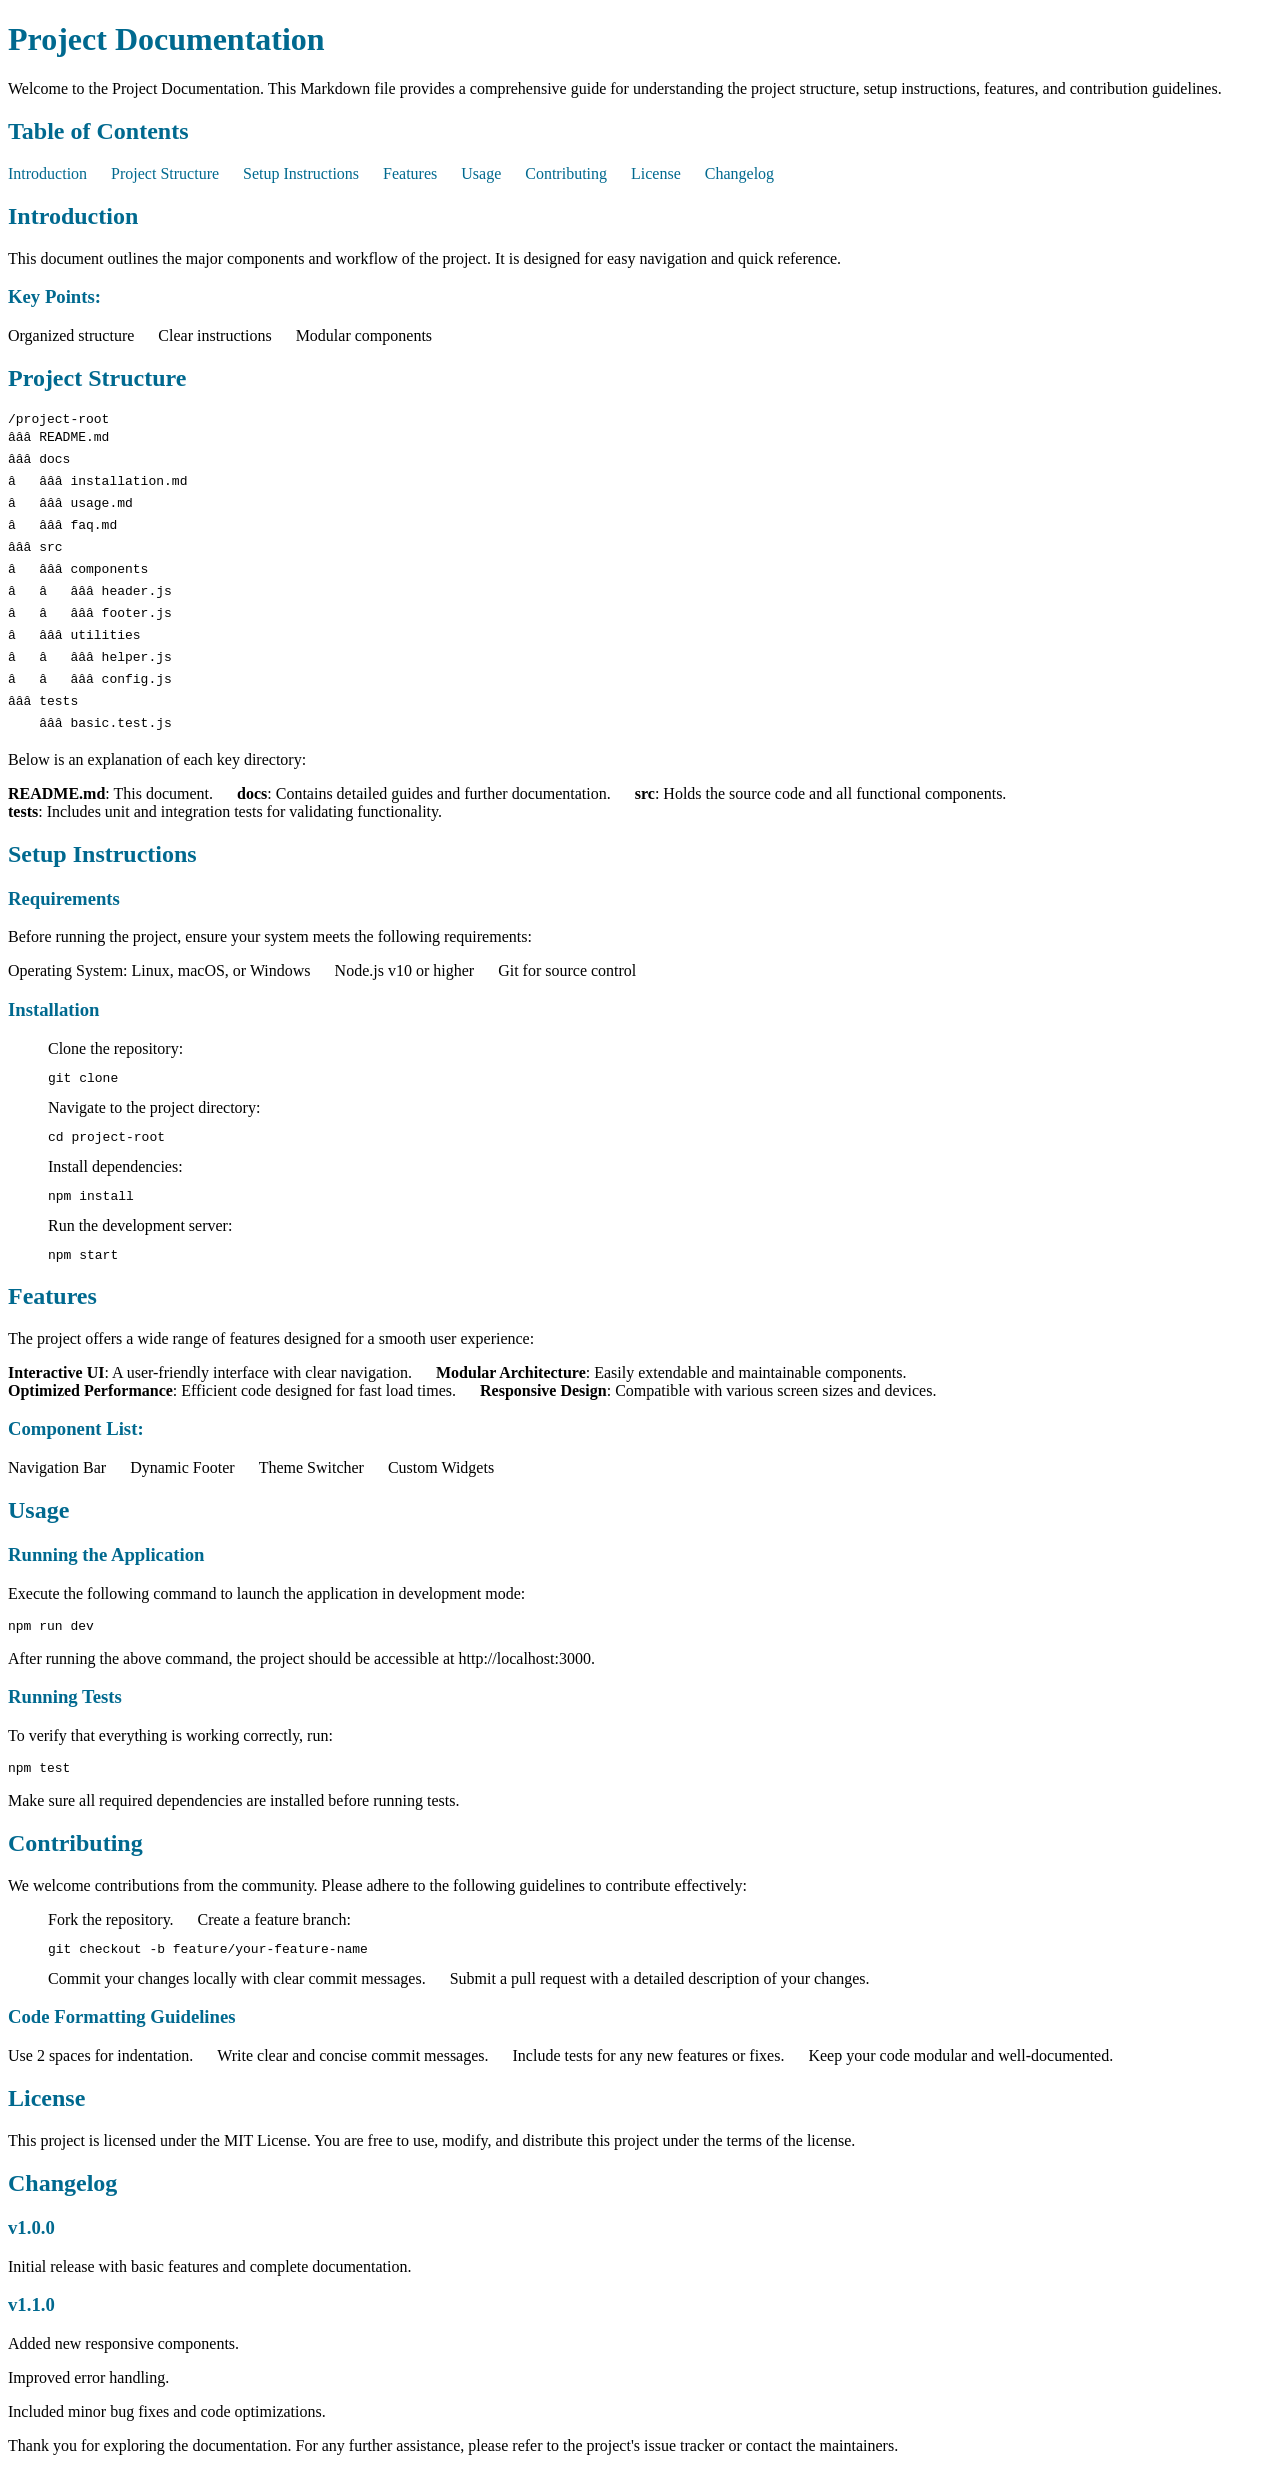 Project Documentation
Welcome to the Project Documentation. This Markdown file provides a comprehensive guide for understanding the project structure, setup instructions, features, and contribution guidelines.
Table of Contents
Introduction Project Structure Setup Instructions Features Usage Contributing License Changelog
Introduction
This document outlines the major components and workflow of the project. It is designed for easy navigation and quick reference.
Key Points:
Organized structure Clear instructions Modular components
Project Structure
/project-root
âââ README.md
âââ docs
â   âââ installation.md
â   âââ usage.md
â   âââ faq.md
âââ src
â   âââ components
â   â   âââ header.js
â   â   âââ footer.js
â   âââ utilities
â   â   âââ helper.js
â   â   âââ config.js
âââ tests
    âââ basic.test.js
Below is an explanation of each key directory:
README.md: This document. docs: Contains detailed guides and further documentation. src: Holds the source code and all functional components.
tests: Includes unit and integration tests for validating functionality.
Setup Instructions
Requirements
Before running the project, ensure your system meets the following requirements:
Operating System: Linux, macOS, or Windows Node.js v10 or higher Git for source control
Installation
Clone the repository:
git clone
Navigate to the project directory:
cd project-root
Install dependencies:
npm install
Run the development server:
npm start
Features
The project offers a wide range of features designed for a smooth user experience:
Interactive UI: A user-friendly interface with clear navigation. Modular Architecture: Easily extendable and maintainable components.
Optimized Performance: Efficient code designed for fast load times. Responsive Design: Compatible with various screen sizes and devices.
Component List:
Navigation Bar Dynamic Footer Theme Switcher Custom Widgets
Usage
Running the Application
Execute the following command to launch the application in development mode:
npm run dev
After running the above command, the project should be accessible at http://localhost:3000.
Running Tests
To verify that everything is working correctly, run:
npm test
Make sure all required dependencies are installed before running tests.
Contributing
We welcome contributions from the community. Please adhere to the following guidelines to contribute effectively:
Fork the repository. Create a feature branch:
git checkout -b feature/your-feature-name
Commit your changes locally with clear commit messages. Submit a pull request with a detailed description of your changes.
Code Formatting Guidelines
Use 2 spaces for indentation. Write clear and concise commit messages. Include tests for any new features or fixes. Keep your code modular and well-documented.
License
This project is licensed under the MIT License. You are free to use, modify, and distribute this project under the terms of the license.
Changelog
v1.0.0
Initial release with basic features and complete documentation.
v1.1.0
Added new responsive components.
Improved error handling.
Included minor bug fixes and code optimizations.
Thank you for exploring the documentation. For any further assistance, please refer to the project's issue tracker or contact the maintainers.